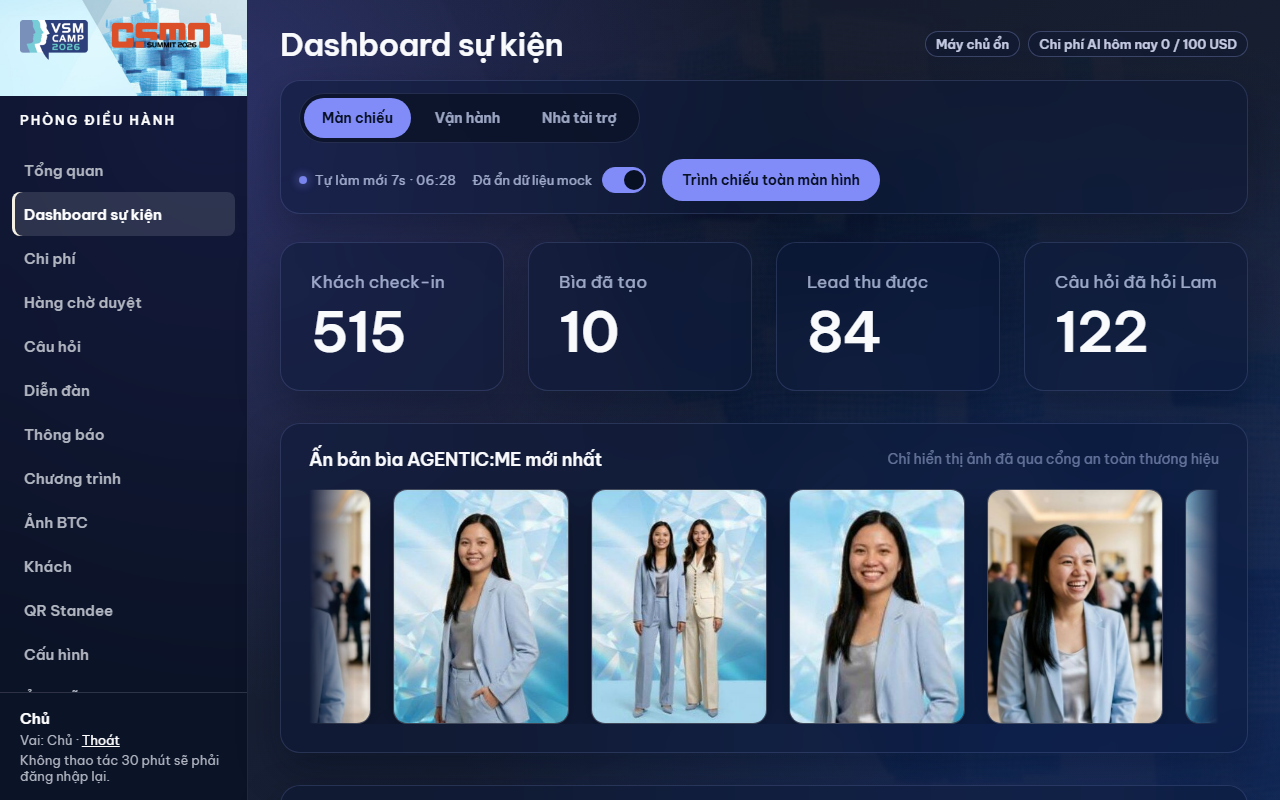 VSM
CAMP
2026
CSMO
SUMMIT 2026
PHÒNG ĐIỀU HÀNH
Tổng quan
Dashboard sự kiện
Chi phí
Hàng chờ duyệt
Câu hỏi
Diễn đàn
Thông báo
Chương trình
Ảnh BTC
Khách
QR Standee
Cấu hình
Chủ
Vai: Chủ · Thoát
Không thao tác 30 phút sẽ phải
đăng nhập lại.
Dashboard sự kiện
Máy chủ ổn
Chi phí AI hôm nay 0 / 100 USD
Màn chiếu
Vận hành
Nhà tài trợ
Tự làm mới 7s · 06:28
Đã ẩn dữ liệu mock
Trình chiếu toàn màn hình
Khách check-in
515
Bìa đã tạo
10
Lead thu được
84
Câu hỏi đã hỏi Lam
122
Ấn bản bìa AGENTIC:ME mới nhất
Chỉ hiển thị ảnh đã qua cổng an toàn thương hiệu